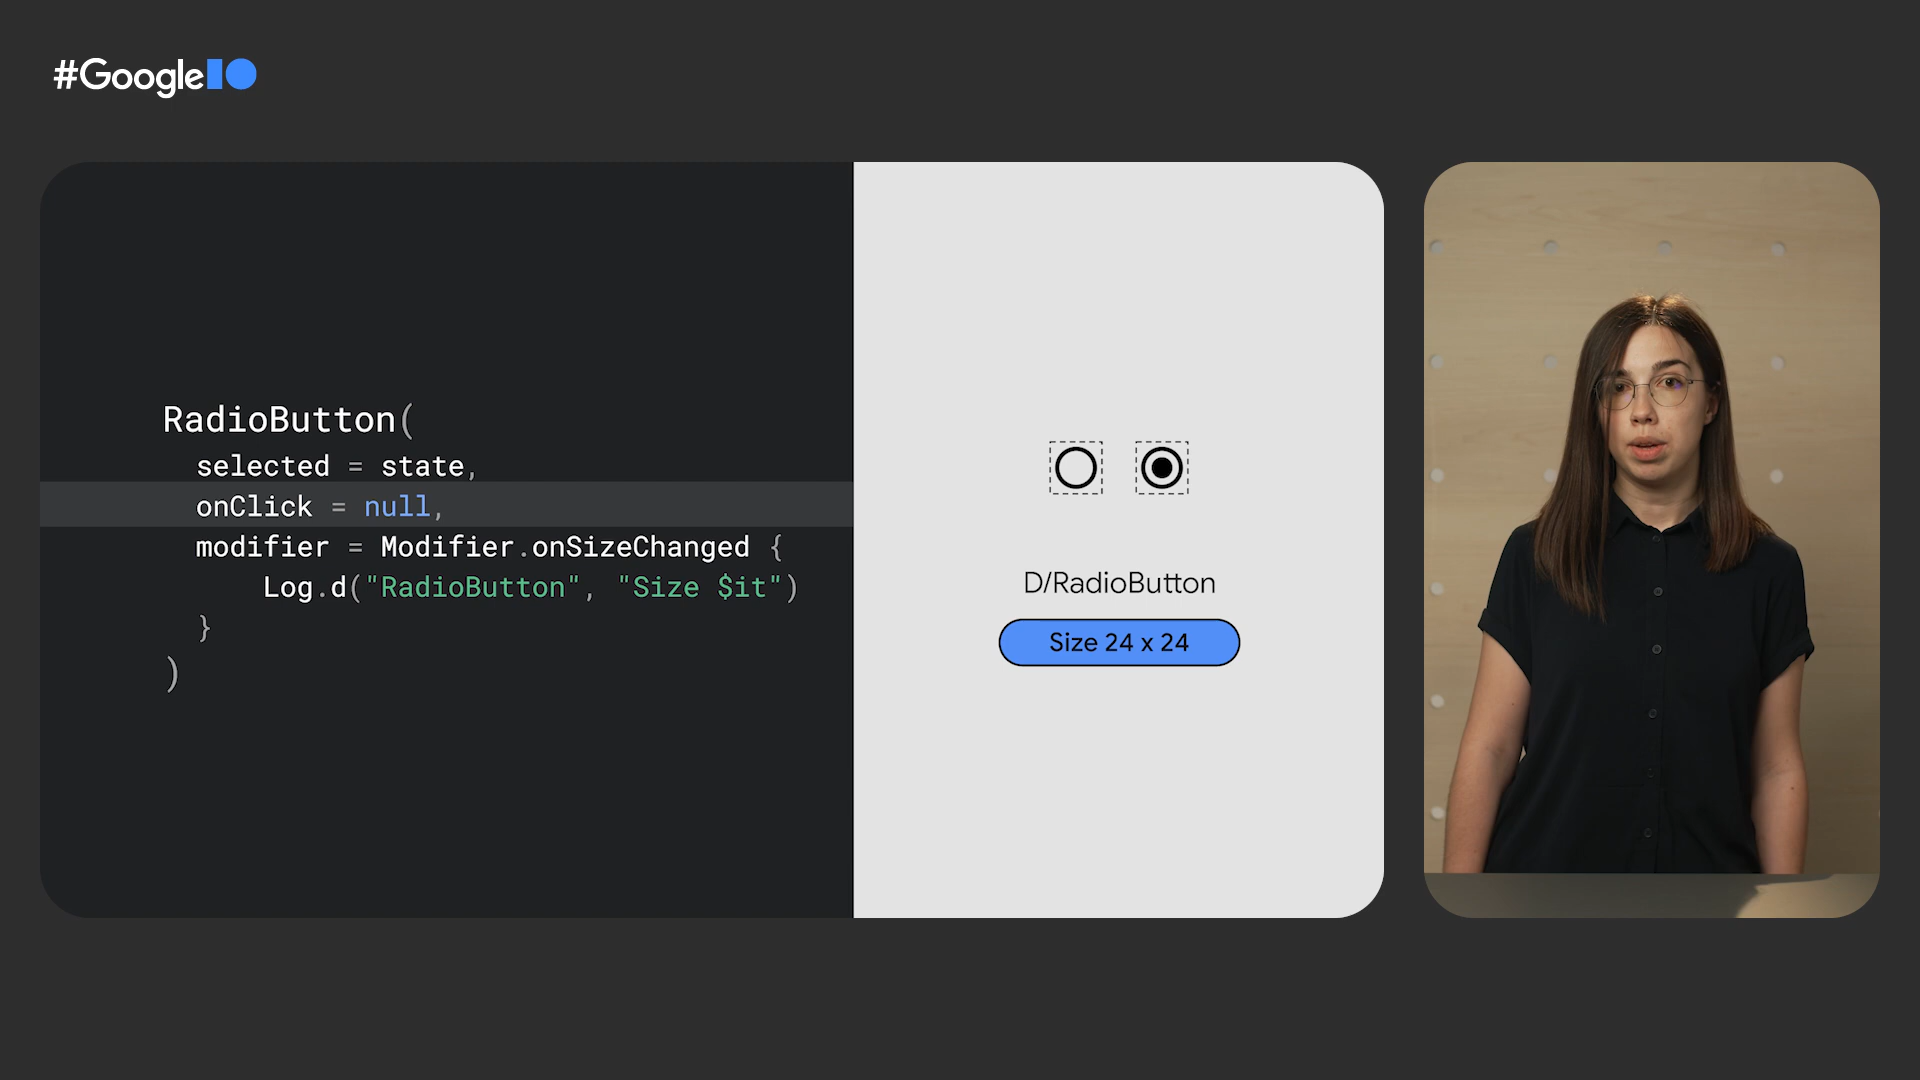 #GoogleIO
RadioButton(
selected = state,
onClick = null,
modifier = Modifier.onSizeChanged {
Log.d("RadioButton", "Size $it")
}
)
D/RadioButton
Size 24 x 24